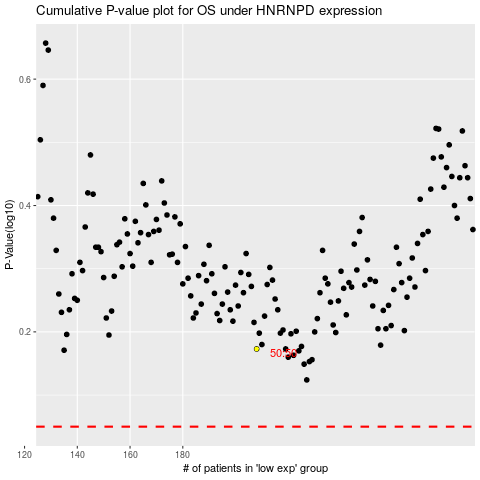 Cumulative P-value plot for OS under HNRNPD expression
P-Value(log10)
0.6
0.4
0.2
50:50
120 140 160 180
# of patients in 'low exp' group